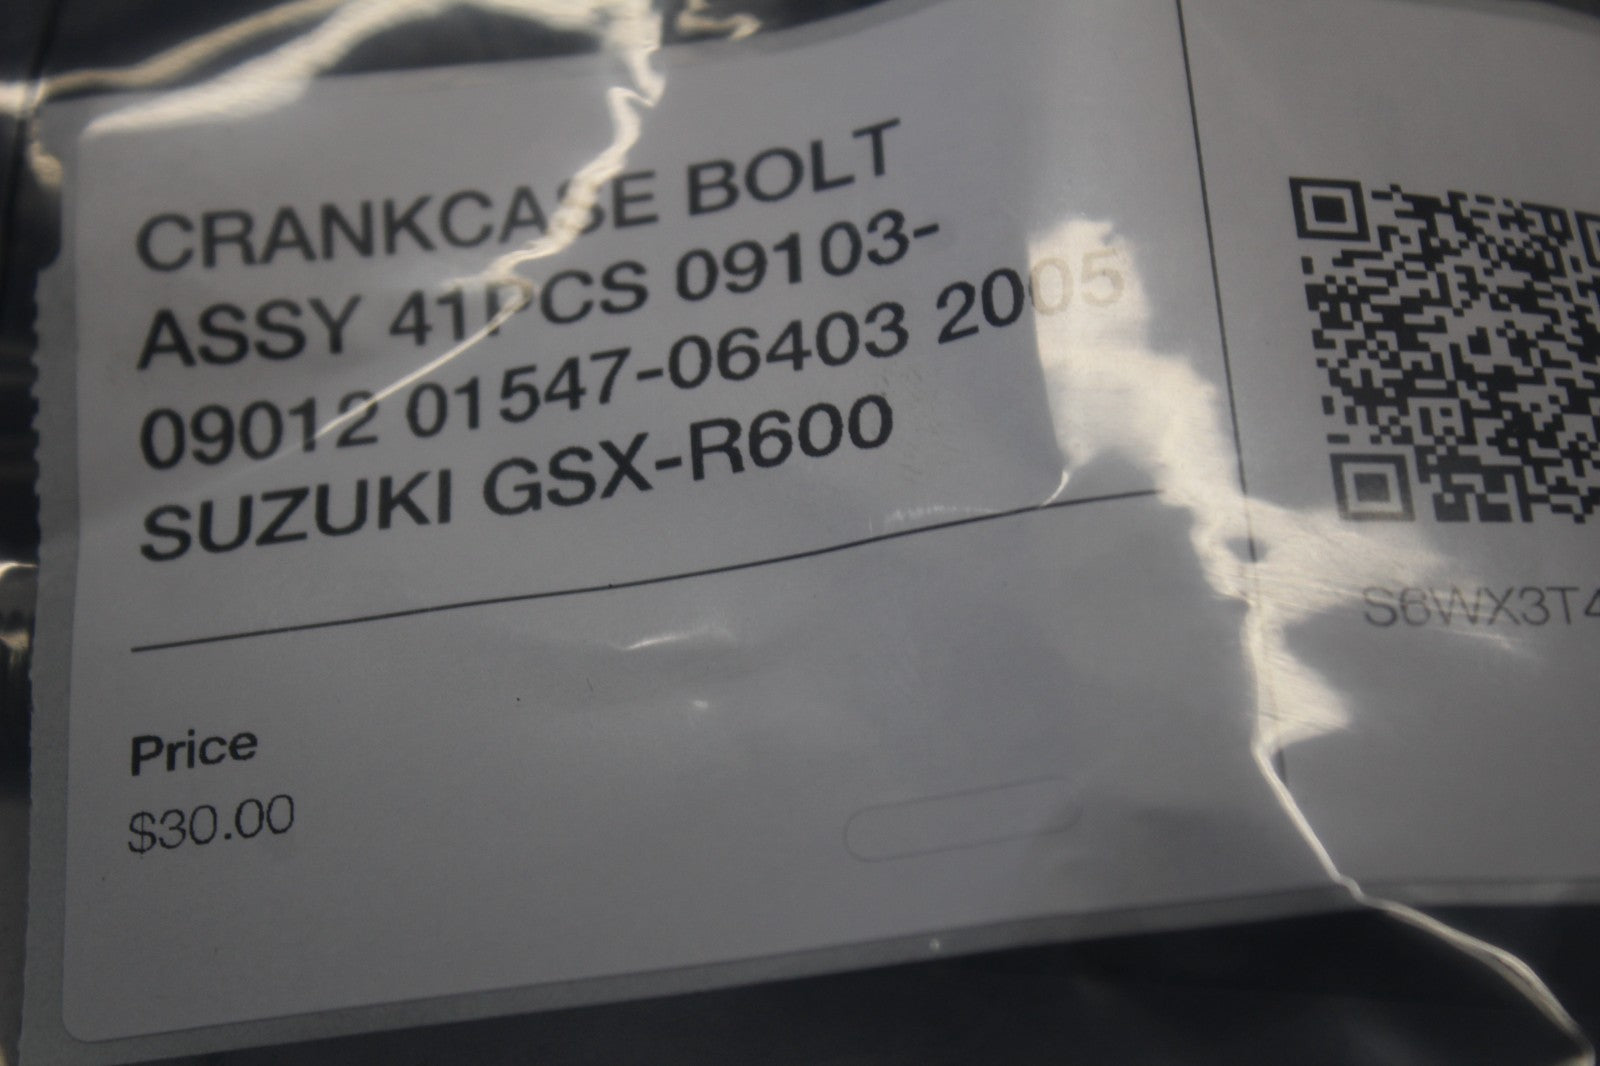 CRANKCASE BOLT
ASSY 41PCS 09103-
09012 01547-06403 2005
SUZUKI GSX-R600
Price
$30.00
S6WX3T4